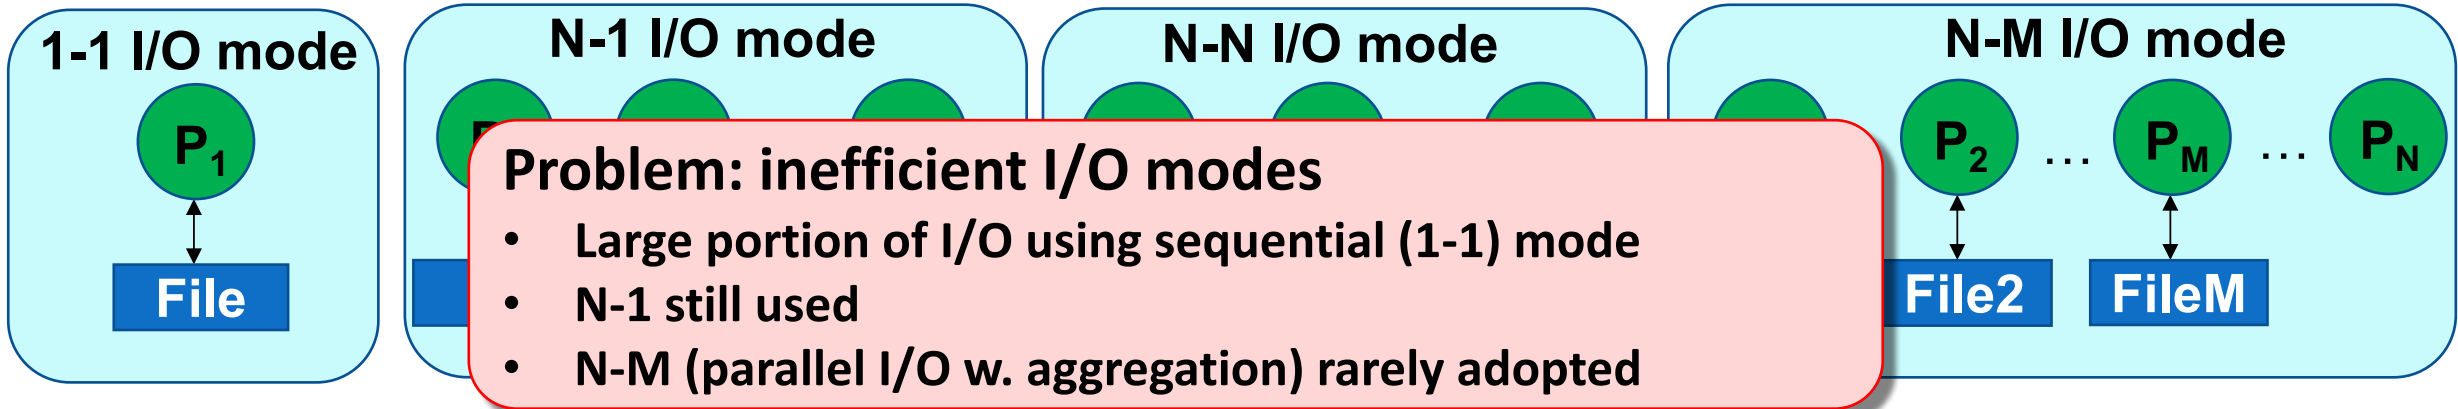 1-1 I/O mode
N-1 I/O mode
N-N I/O mode
N-M I/O mode
P1
P2
...
PM
...
PN
Problem: inefficient I/O modes
• Large portion of I/O using sequential (1-1) mode
• N-1 still used
• N-M (parallel I/O w. aggregation) rarely adopted
File
File2
FileM